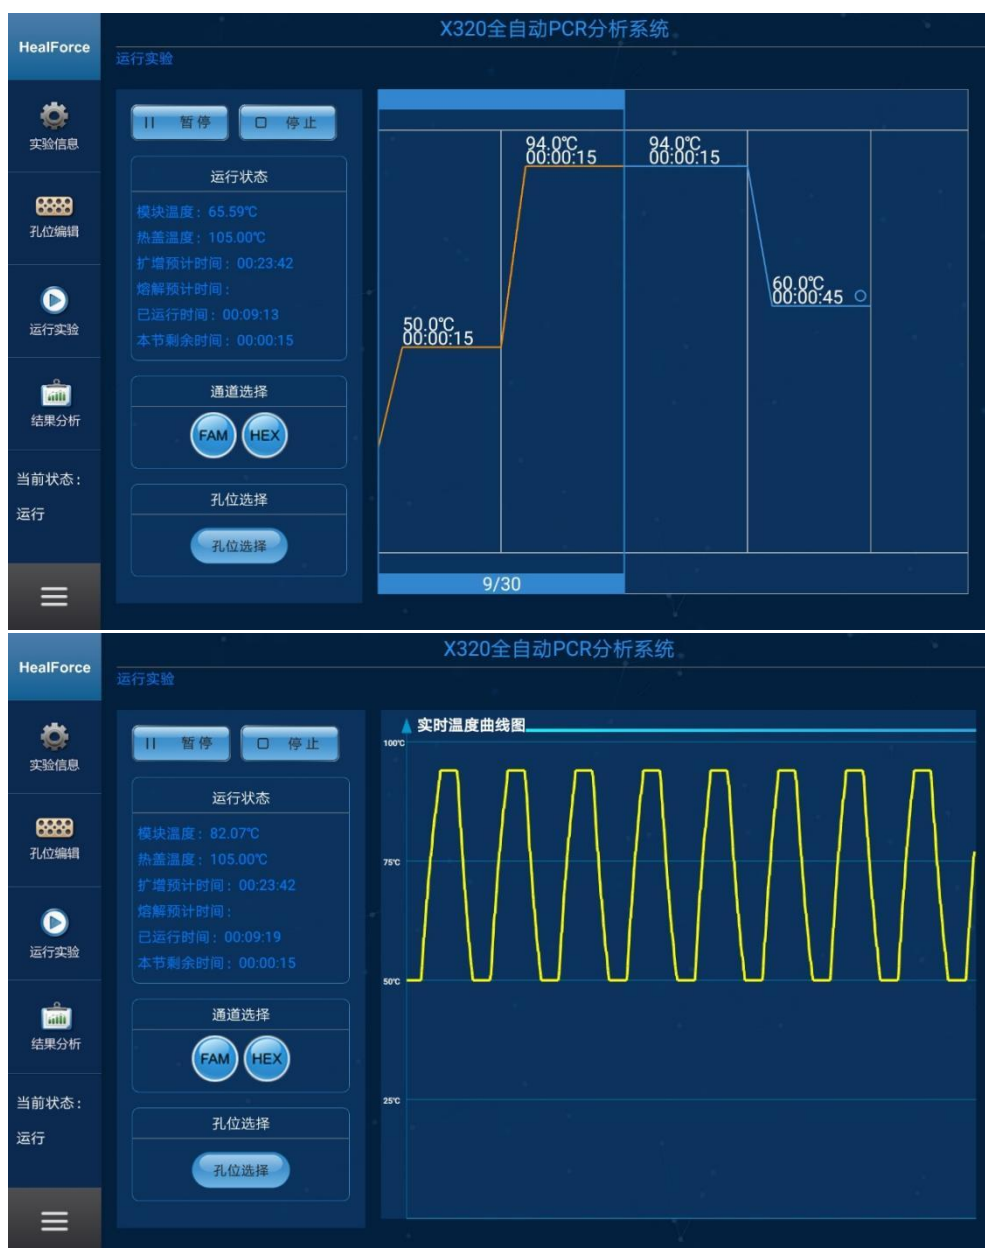 HealForce
X320全自动PCR分析系统
运行实验
实验信息
孔位编辑
运行实验
结果分析
当前状态：
运行
暂停
停止
运行状态
模块温度：65.59℃
热盖温度：105.00℃
扩增预计时间：00:23:42
熔解预计时间：
已运行时间：00:09:13
本节剩余时间：00:00:15
通道选择
FAM HEX
孔位选择
孔位选择
94.0℃
00:00:15
94.0℃
00:00:15
60.0℃
00:00:45
50.0℃
00:00:15
9/30
HealForce
X320全自动PCR分析系统
运行实验
实验信息
孔位编辑
运行实验
结果分析
当前状态：
运行
暂停
停止
运行状态
模块温度：82.07℃
热盖温度：105.00℃
扩增预计时间：00:23:42
熔解预计时间：
已运行时间：00:09:19
本节剩余时间：00:00:15
通道选择
FAM HEX
孔位选择
孔位选择
实时温度曲线图
100℃
75℃
50℃
25℃